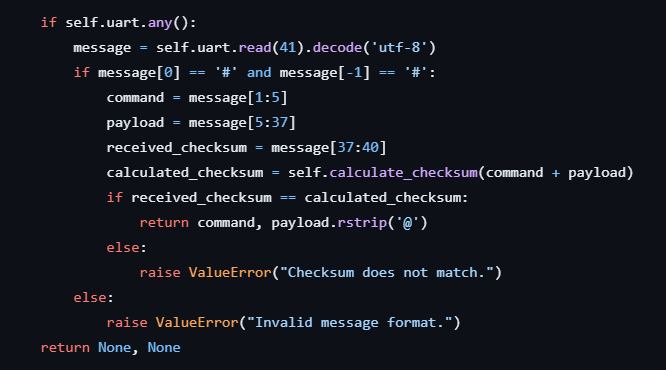 if self.uart.any():
    message = self.uart.read(41).decode('utf-8')
    if message[0] == '#' and message[-1] == '#':
        command = message[1:5]
        payload = message[5:37]
        received_checksum = message[37:40]
        calculated_checksum = self.calculate_checksum(command + payload)
        if received_checksum == calculated_checksum:
            return command, payload.rstrip('@')
        else:
            raise ValueError("Checksum does not match.")
    else:
        raise ValueError("Invalid message format.")
return None, None